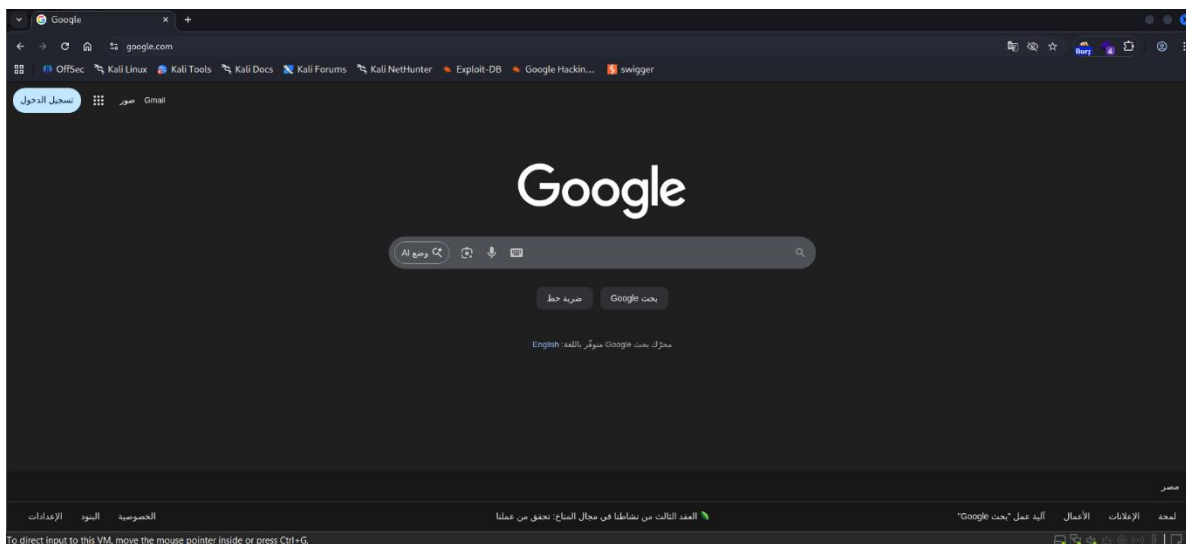 Google
google.com
Burp
4
OffSec Kali Linux Kali Tools Kali Docs Kali Forums Kali NetHunter Exploit-DB Google Hackin... swigger
Gmail صور تسجيل الدخول
Google
وضع AI
بحث Google ضربة حظ
محرّك بحث Google متوفّر باللغة: English
مصر
لمحة الإعلانات الأعمال آلية عمل "بحث Google"
العقد الثالث من نشاطنا في مجال المناخ: تحقق من عملنا
الخصوصية البنود الإعدادات
To direct input to this VM, move the mouse pointer inside or press Ctrl+G.